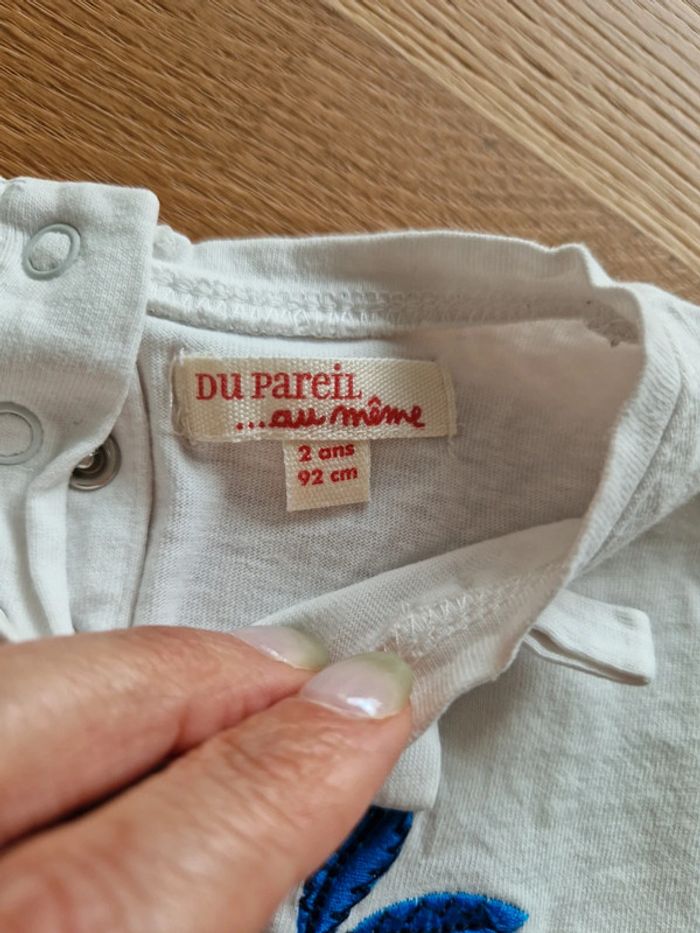 DU PAREIL
...au même
2 ans
92 cm